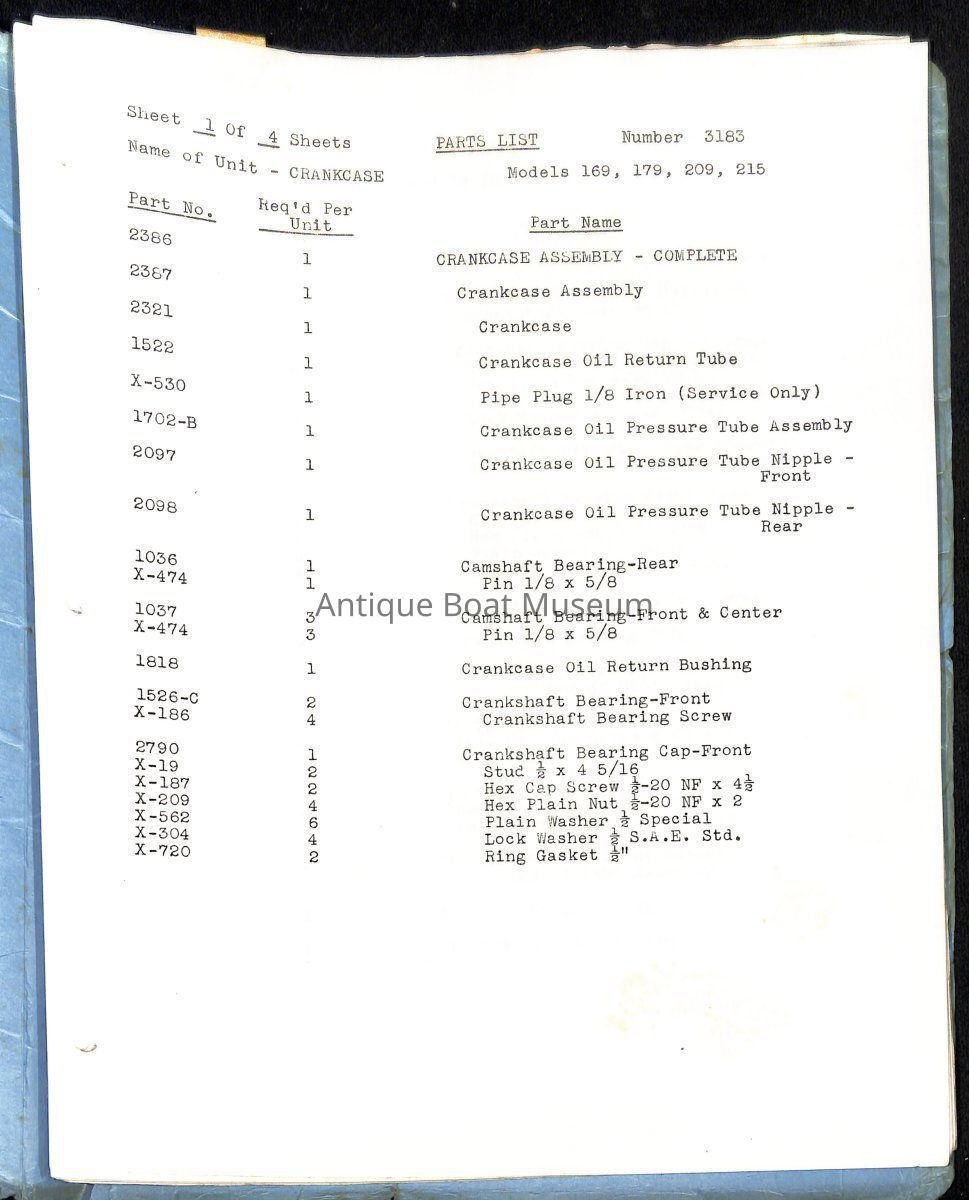 Sheet 1 Of 4 Sheets PARTS LIST Number 3183
Name of Unit - CRANKCASE Models 169, 179, 209, 215
Part No. Req'd Per Unit Part Name
2386 1 CRANKCASE ASSEMBLY - COMPLETE
2387 1 Crankcase Assembly
2321 1 Crankcase
1522 1 Crankcase Oil Return Tube
X-530 1 Pipe Plug 1/8 Iron (Service Only)
1702-B 1 Crankcase Oil Pressure Tube Assembly
2097 1 Crankcase Oil Pressure Tube Nipple -
Front
2098 1 Crankcase Oil Pressure Tube Nipple -
Rear
1036 1 Camshaft Bearing-Rear
X-474 1 Pin 1/8 x 5/8
Antique Boat Museum
1037 3 Camshaft Bearing-Front & Center
X-474 3 Pin 1/8 x 5/8
1818 1 Crankcase Oil Return Bushing
1526-C 2 Crankshaft Bearing-Front
X-186 4 Crankshaft Bearing Screw
2790 1 Crankshaft Bearing Cap-Front
X-19 2 Stud ½ x 4 5/16
X-187 2 Hex Cap Screw ½-20 NF x 4½
X-209 4 Hex Plain Nut ½-20 NF x 2
X-562 6 Plain Washer ½ Special
X-304 4 Lock Washer ½ S.A.E. Std.
X-720 2 Ring Gasket ½"